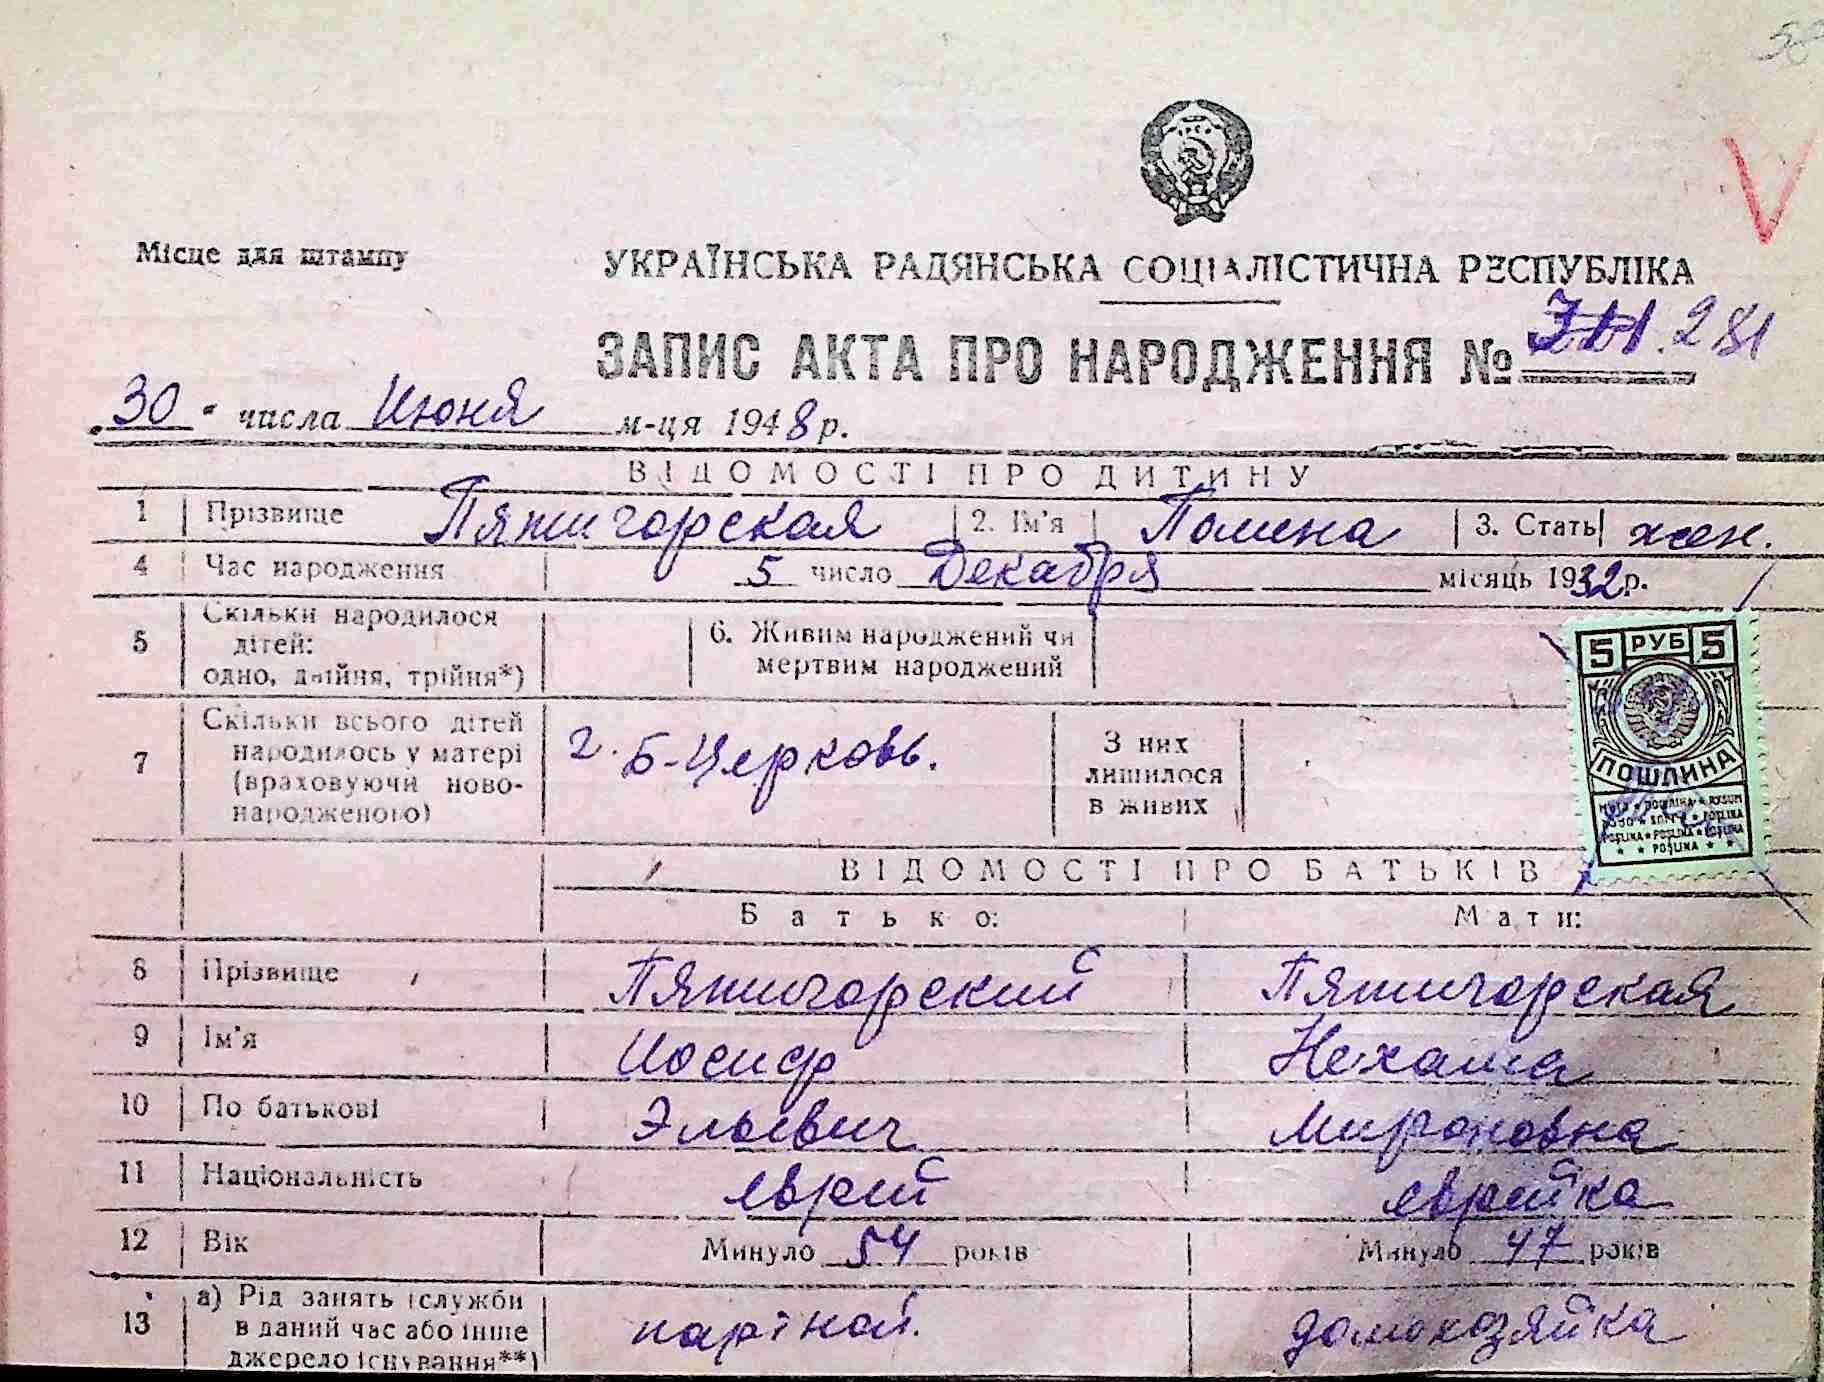 58
Місце для штампу
УКРАЇНСЬКА РАДЯНСЬКА СОЦІАЛІСТИЧНА РЕСПУБЛІКА
ЗАПИС АКТА ПРО НАРОДЖЕННЯ № 281
30 числа Июня м-ця 1948 р.
ВІДОМОСТІ ПРО ДИТИНУ
1 Прізвище Пятигорская 2. Ім'я Полина 3. Стать жен.
4 Час народження 5 число Декабря місяць 1932 р.
5 Скільки народилося дітей: одно, двійня, трійня*) 6. Живим народжений чи мертвим народжений
7 Скільки всього дітей народилось у матері (враховуючи новонародженого) г. Б-Церковь. З них лишилося в живих
5 РУБ 5
ПОШЛИНА
ВІДОМОСТІ ПРО БАТЬКІВ
Батько: Мати:
8 Прізвище Пятигорский Пятигорская
9 Ім'я Иосиф Нехама
10 По батькові Эльевич Мироновна
11 Національність еврей еврейка
12 Вік Минуло 54 років Минуло 47 років
13 а) Рід занять (служби в даний час або інше джерело існування**) портной. домохозяйка